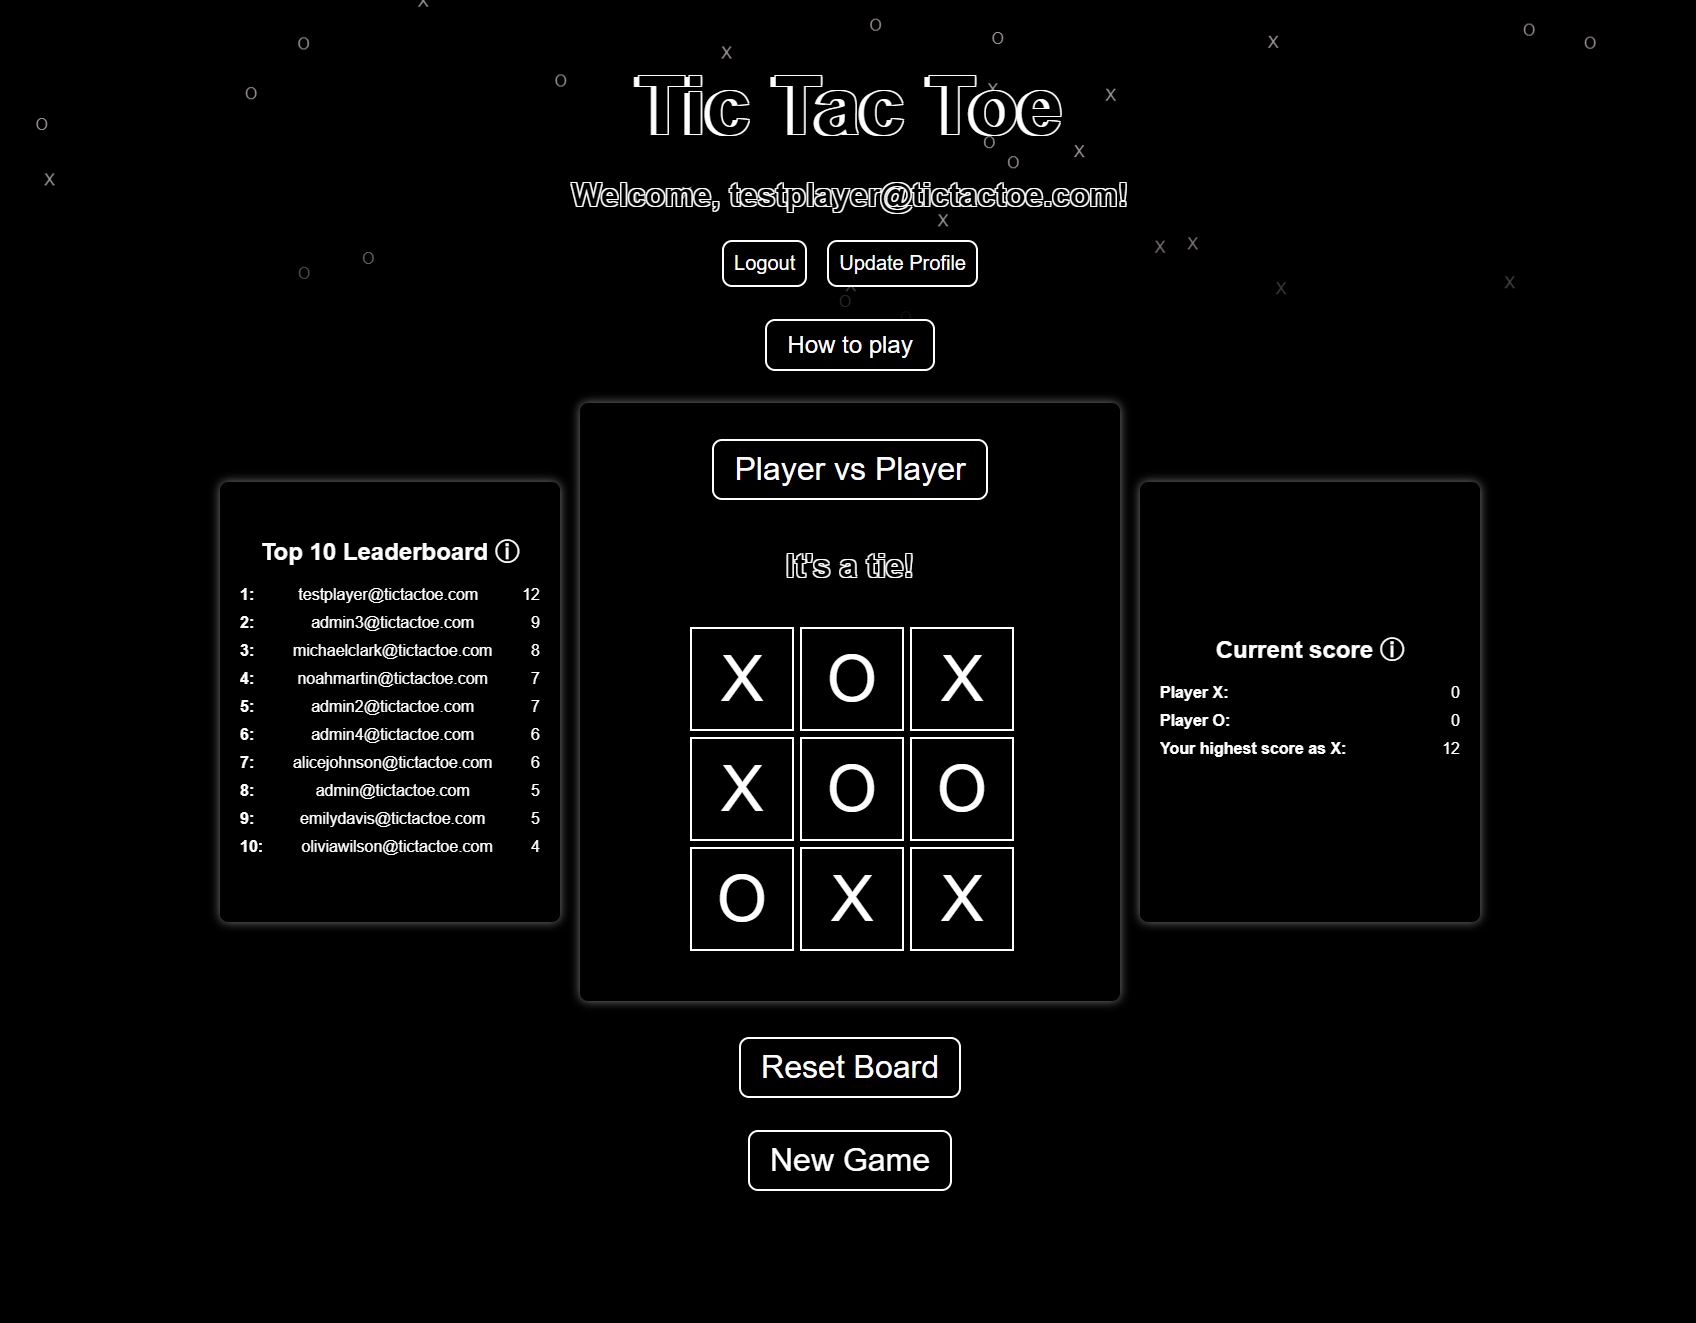 Tic Tac Toe
Welcome, testplayer@tictactoe.com!
Logout Update Profile
How to play
Top 10 Leaderboard ⓘ
1: testplayer@tictactoe.com 12
2: admin3@tictactoe.com 9
3: michaelclark@tictactoe.com 8
4: noahmartin@tictactoe.com 7
5: admin2@tictactoe.com 7
6: admin4@tictactoe.com 6
7: alicejohnson@tictactoe.com 6
8: admin@tictactoe.com 5
9: emilydavis@tictactoe.com 5
10: oliviawilson@tictactoe.com 4
Player vs Player
It's a tie!
X O X
X O O
O X X
Current score ⓘ
Player X: 0
Player O: 0
Your highest score as X: 12
Reset Board
New Game